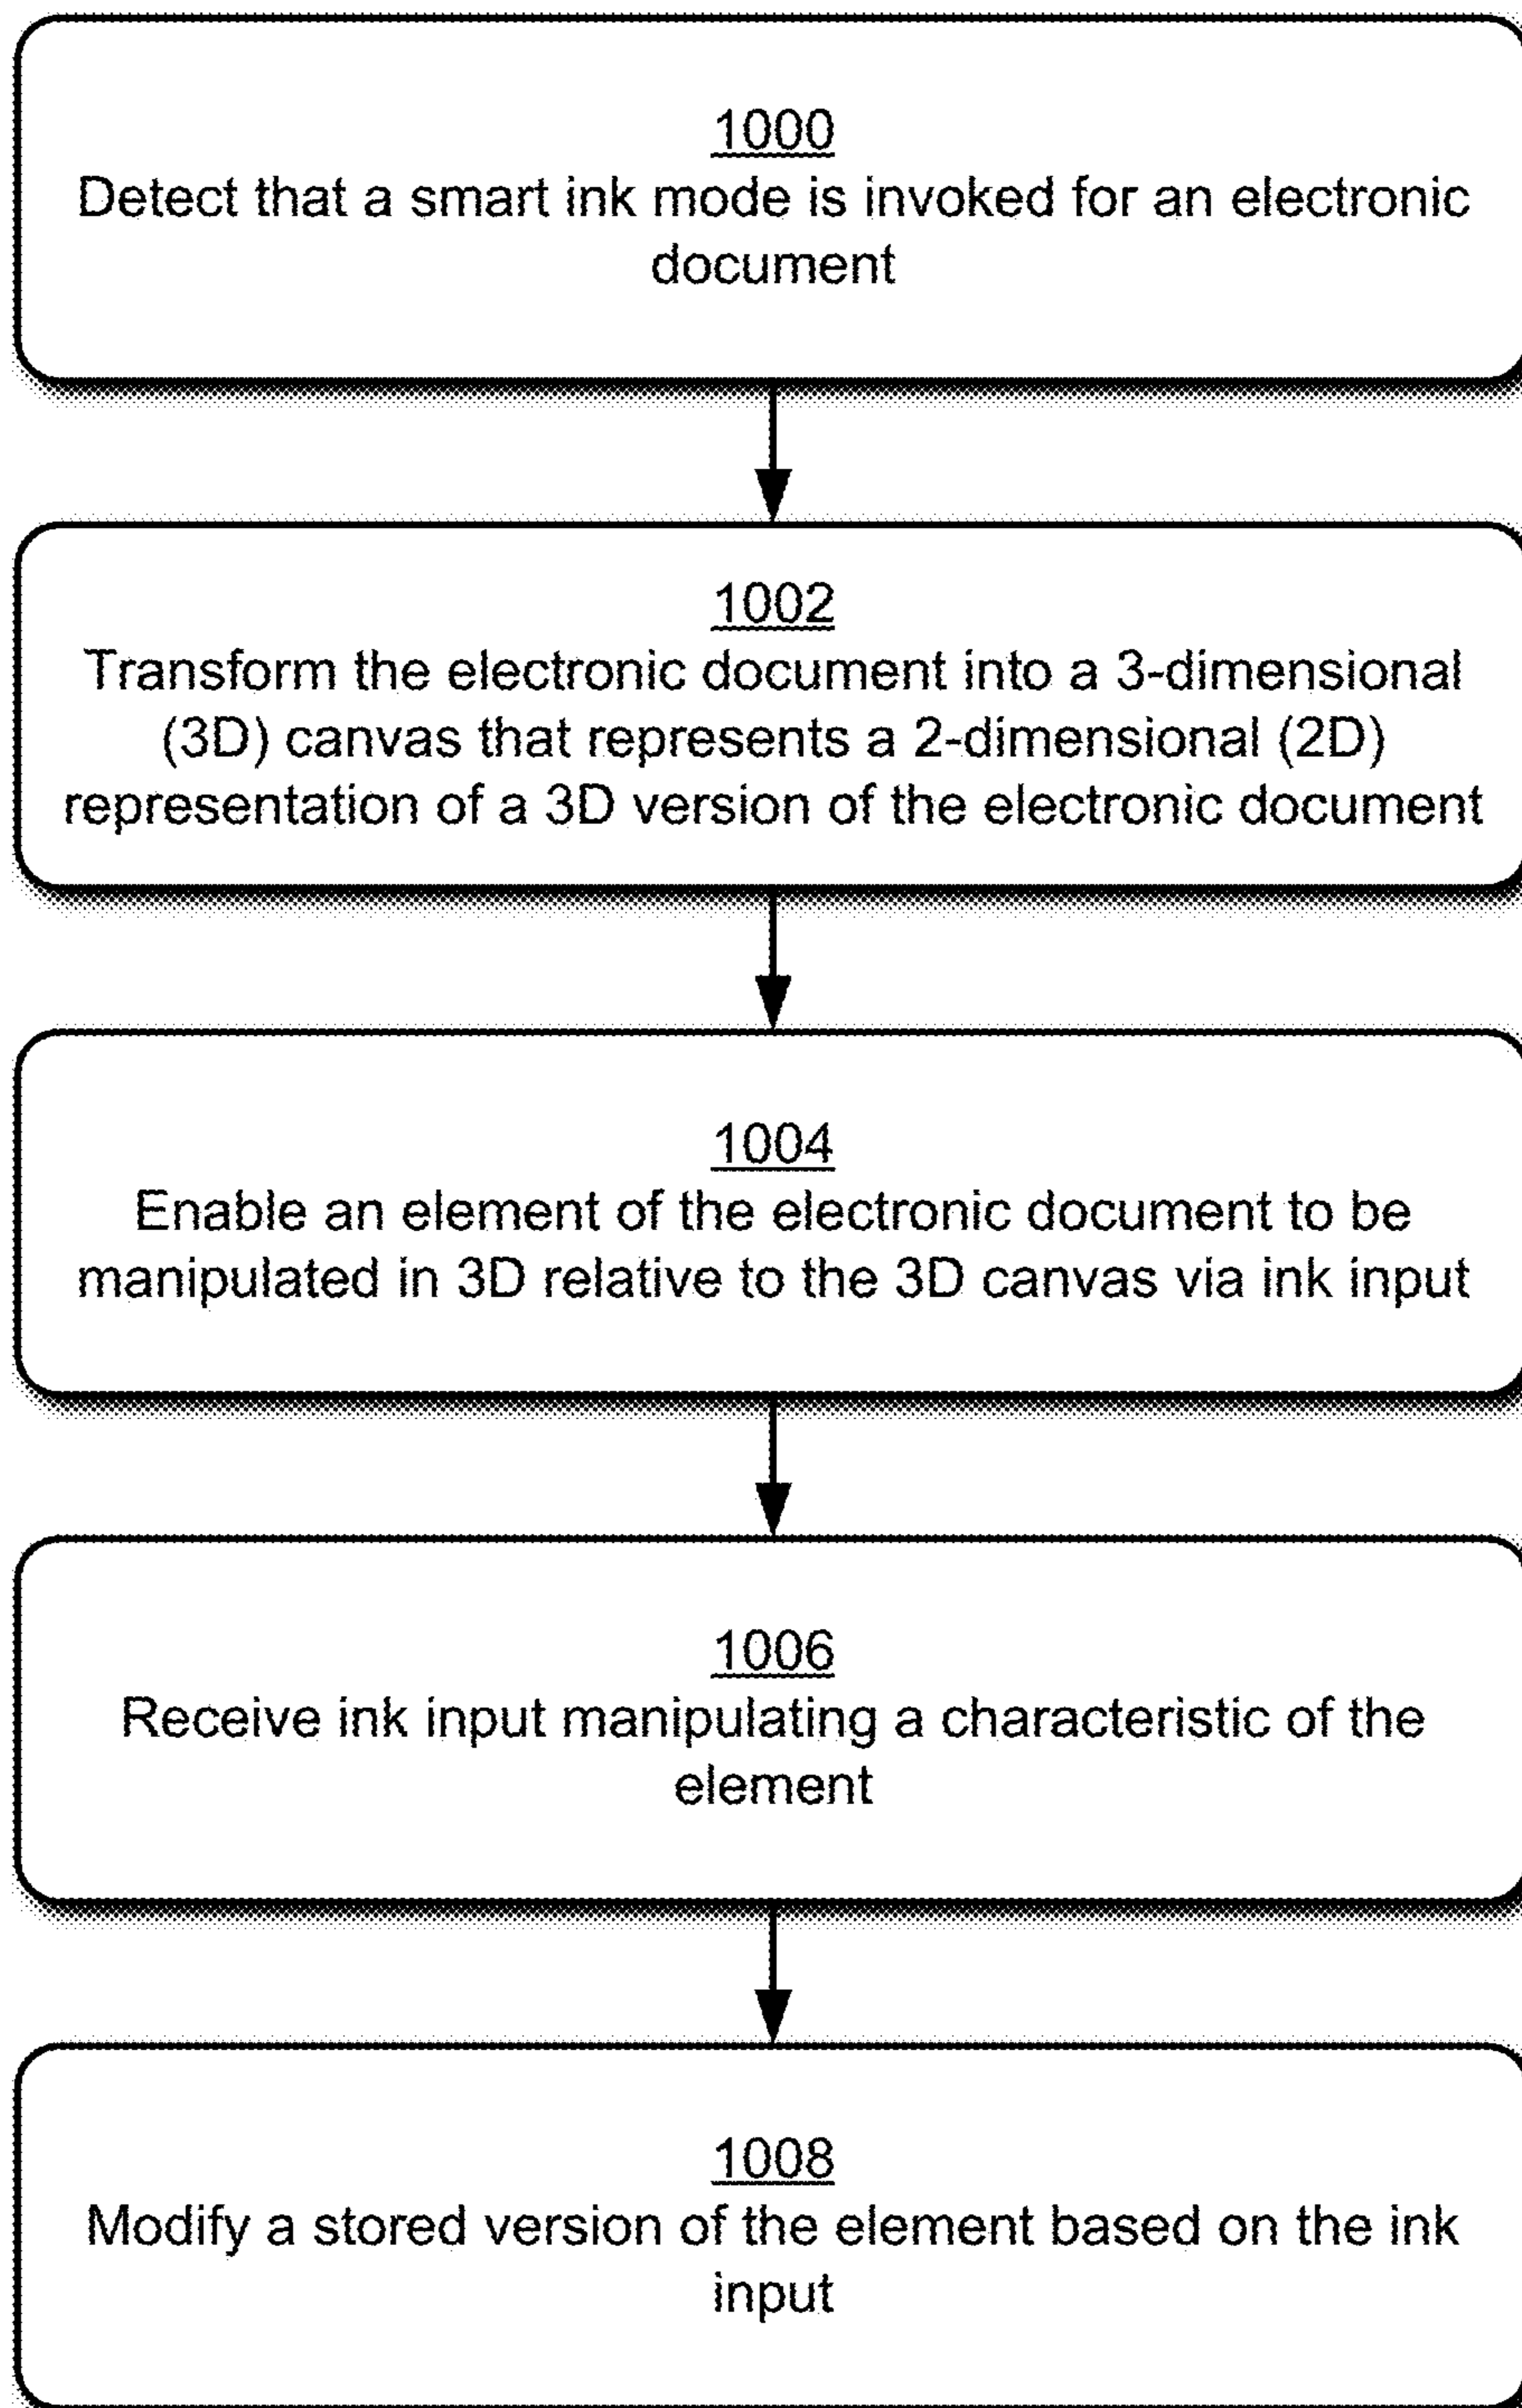 1000
Detect that a smart ink mode is invoked for an electronic
document
1002
Transform the electronic document into a 3-dimensional
(3D) canvas that represents a 2-dimensional (2D)
representation of a 3D version of the electronic document
1004
Enable an element of the electronic document to be
manipulated in 3D relative to the 3D canvas via ink input
1006
Receive ink input manipulating a characteristic of the
element
1008
Modify a stored version of the element based on the ink
input